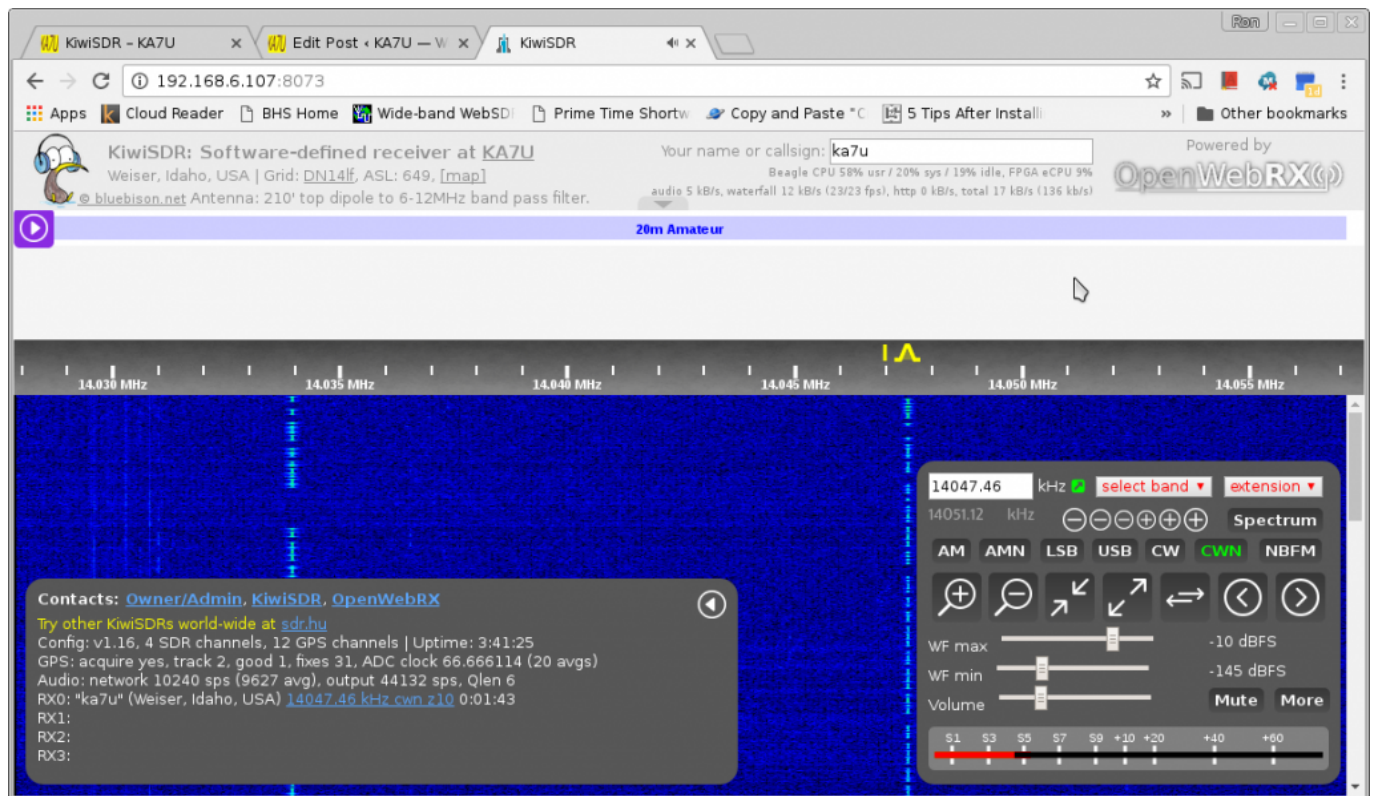 Ron
KiwiSDR – KA7U
Edit Post ‹ KA7U — W
KiwiSDR
192.168.6.107:8073
Apps Cloud Reader BHS Home Wide-band WebSD Prime Time Shortw Copy and Paste "C 5 Tips After Installi » Other bookmarks
KiwiSDR: Software-defined receiver at KA7U
Weiser, Idaho, USA | Grid: DN14lf, ASL: 649, [map]
© bluebison.net Antenna: 210' top dipole to 6-12MHz band pass filter.
Your name or callsign: ka7u
Beagle CPU 58% usr / 20% sys / 19% idle, FPGA eCPU 9%
audio 5 kB/s, waterfall 12 kB/s (23/23 fps), http 0 kB/s, total 17 kB/s (136 kb/s)
Powered by
OpenWebRX
20m Amateur
14.030 MHz 14.035 MHz 14.040 MHz 14.045 MHz 14.050 MHz 14.055 MHz
14047.46 kHz select band extension
14051.12 kHz Spectrum
AM AMN LSB USB CW CWN NBFM
WF max -10 dBFS
WF min -145 dBFS
Volume Mute More
S1 S3 S5 S7 S9 +10 +20 +40 +60
Contacts: Owner/Admin, KiwiSDR, OpenWebRX
Try other KiwiSDRs world-wide at sdr.hu
Config: v1.16, 4 SDR channels, 12 GPS channels | Uptime: 3:41:25
GPS: acquire yes, track 2, good 1, fixes 31, ADC clock 66.666114 (20 avgs)
Audio: network 10240 sps (9627 avg), output 44132 sps, Qlen 6
RX0: "ka7u" (Weiser, Idaho, USA) 14047.46 kHz cwn z10 0:01:43
RX1:
RX2:
RX3: